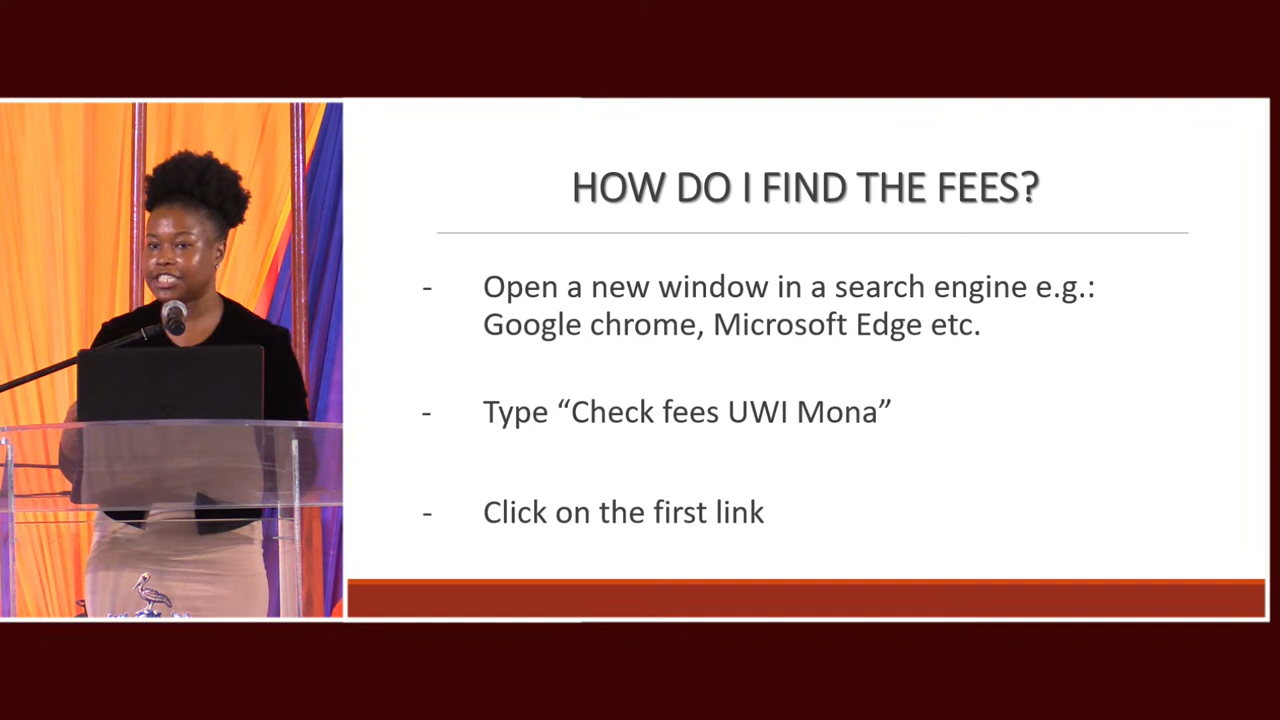 HOW DO I FIND THE FEES?
- Open a new window in a search engine e.g.:
Google chrome, Microsoft Edge etc.
- Type “Check fees UWI Mona”
- Click on the first link